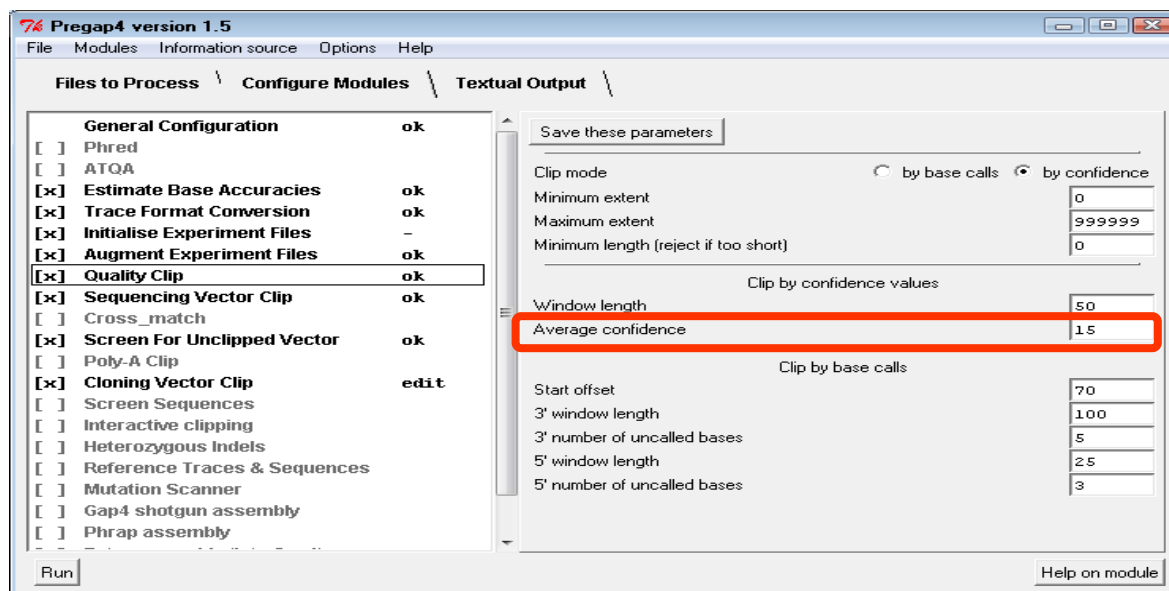 Pregap4 version 1.5
File Modules Information source Options Help
Files to Process Configure Modules Textual Output
General Configuration ok
[ ] Phred
[ ] ATQA
[x] Estimate Base Accuracies ok
[x] Trace Format Conversion ok
[x] Initialise Experiment Files -
[x] Augment Experiment Files ok
[x] Quality Clip ok
[x] Sequencing Vector Clip ok
[ ] Cross_match
[x] Screen For Unclipped Vector ok
[ ] Poly-A Clip
[x] Cloning Vector Clip edit
[ ] Screen Sequences
[ ] Interactive clipping
[ ] Heterozygous Indels
[ ] Reference Traces & Sequences
[ ] Mutation Scanner
[ ] Gap4 shotgun assembly
[ ] Phrap assembly
Run
Save these parameters
Clip mode by base calls by confidence
Minimum extent 0
Maximum extent 999999
Minimum length (reject if too short) 0
Clip by confidence values
Window length 50
Average confidence 15
Clip by base calls
Start offset 70
3' window length 100
3' number of uncalled bases 5
5' window length 25
5' number of uncalled bases 3
Help on module